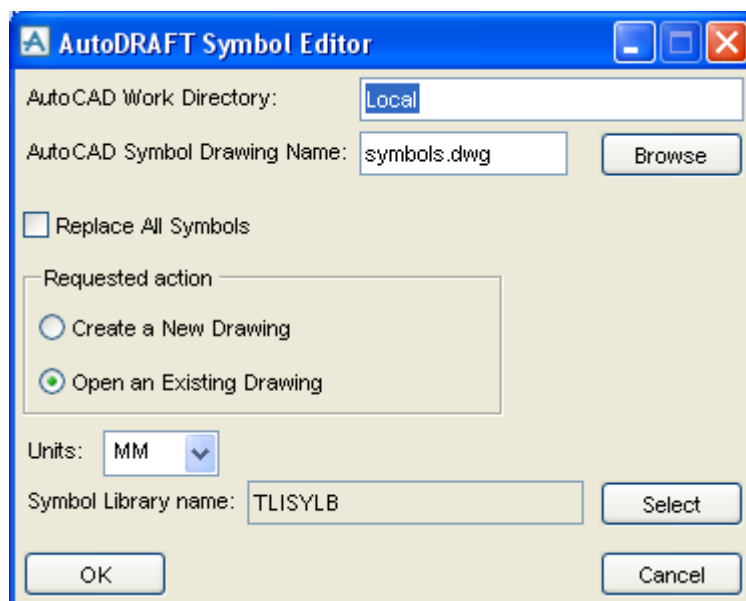 AutoDRAFT Symbol Editor
AutoCAD Work Directory: Local
AutoCAD Symbol Drawing Name: symbols.dwg Browse
Replace All Symbols
Requested action
Create a New Drawing
Open an Existing Drawing
Units: MM
Symbol Library name: TLISYLB Select
OK Cancel